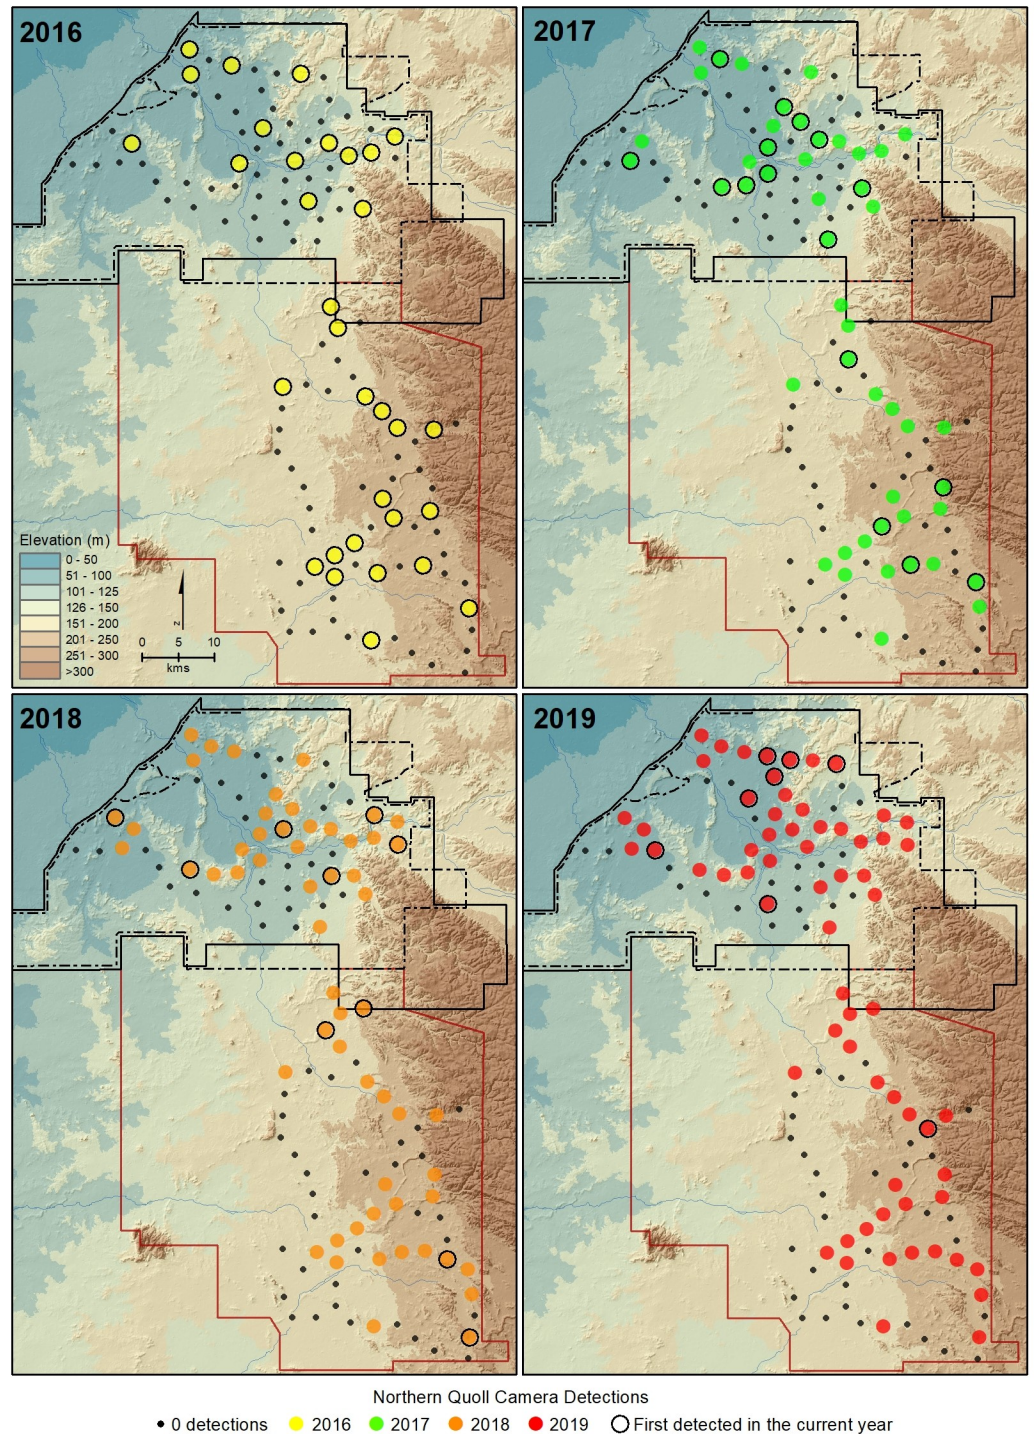 2016
2017
Elevation (m)
0 - 50
51 - 100
101 - 125
126 - 150
151 - 200
201 - 250
251 - 300
>300
z
0 5 10
kms
2018
2019
Northern Quoll Camera Detections
0 detections 2016 2017 2018 2019 First detected in the current year